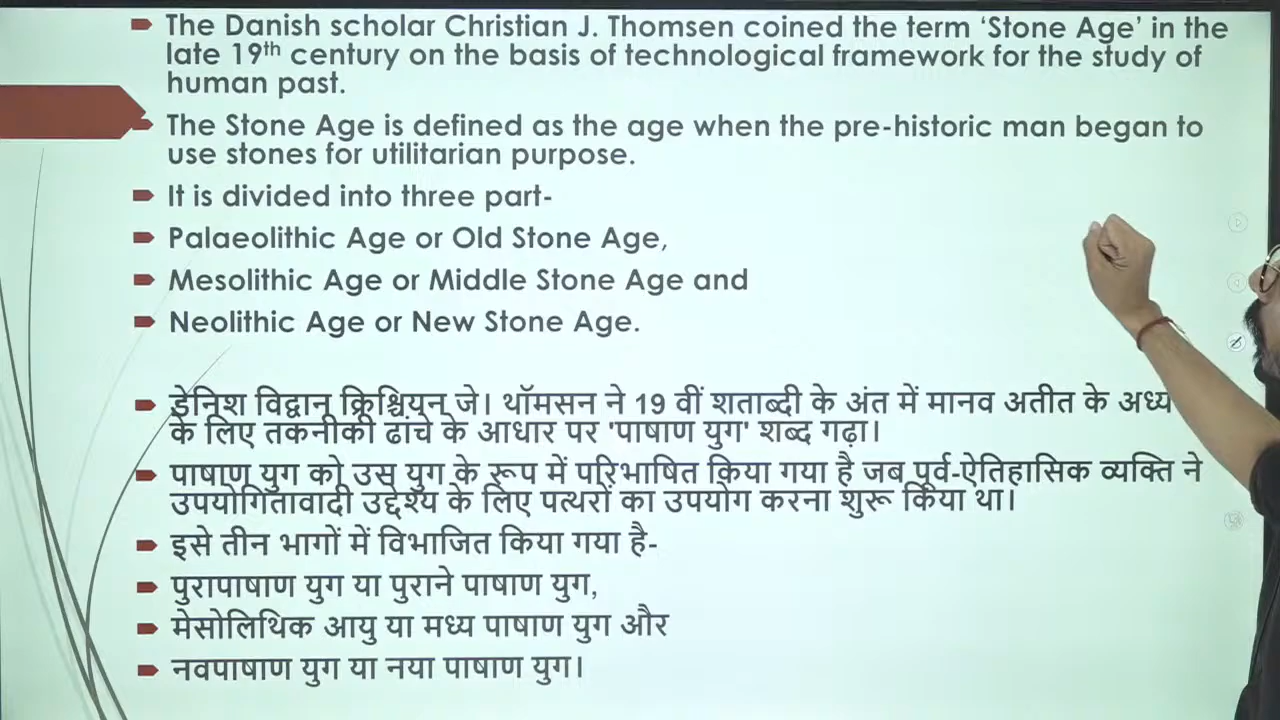 The Danish scholar Christian J. Thomsen coined the term ‘Stone Age’ in the
late 19th century on the basis of technological framework for the study of
human past.
The Stone Age is defined as the age when the pre-historic man began to
use stones for utilitarian purpose.
It is divided into three part-
Palaeolithic Age or Old Stone Age,
Mesolithic Age or Middle Stone Age and
Neolithic Age or New Stone Age.
डेनिश विद्वान क्रिश्चियन जे। थॉमसन ने 19 वीं शताब्दी के अंत में मानव अतीत के
के लिए तकनीकी ढांचे के आधार पर 'पाषाण युग' शब्द गढ़ा।
पाषाण युग को उस युग के रूप में परिभाषित किया गया है जब पूर्व-ऐतिहासिक व्यक्ति ने
उपयोगितावादी उद्देश्य के लिए पत्थरों का उपयोग करना शुरू किया था।
इसे तीन भागों में विभाजित किया गया है-
पुरापाषाण युग या पुराने पाषाण युग,
मेसोलिथिक आयु या मध्य पाषाण युग और
नवपाषाण युग या नया पाषाण युग।